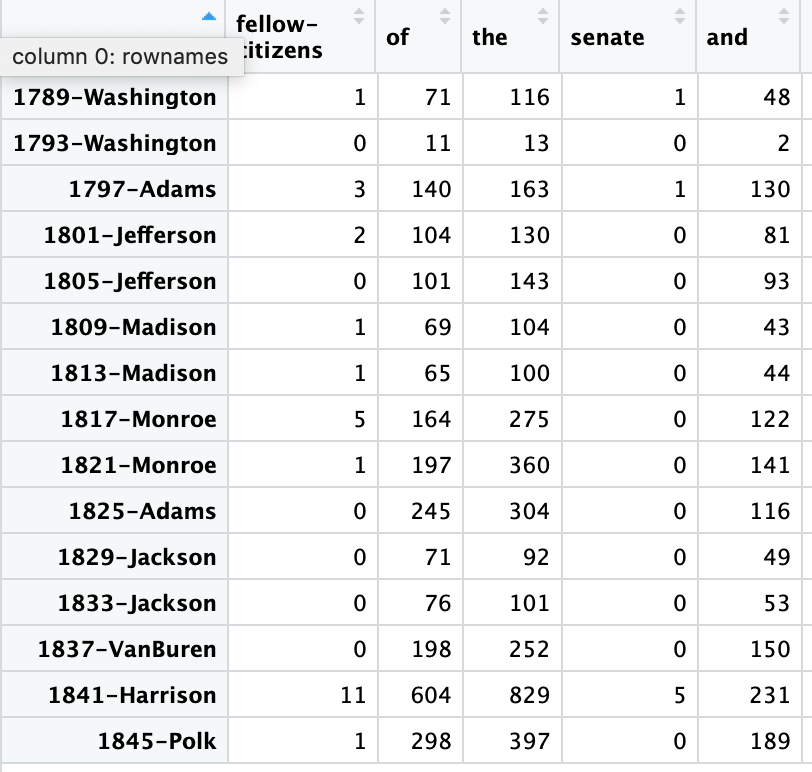 fellow-
citizens of the senate and
column 0: rownames
1789-Washington 1 71 116 1 48
1793-Washington 0 11 13 0 2
1797-Adams 3 140 163 1 130
1801-Jefferson 2 104 130 0 81
1805-Jefferson 0 101 143 0 93
1809-Madison 1 69 104 0 43
1813-Madison 1 65 100 0 44
1817-Monroe 5 164 275 0 122
1821-Monroe 1 197 360 0 141
1825-Adams 0 245 304 0 116
1829-Jackson 0 71 92 0 49
1833-Jackson 0 76 101 0 53
1837-VanBuren 0 198 252 0 150
1841-Harrison 11 604 829 5 231
1845-Polk 1 298 397 0 189